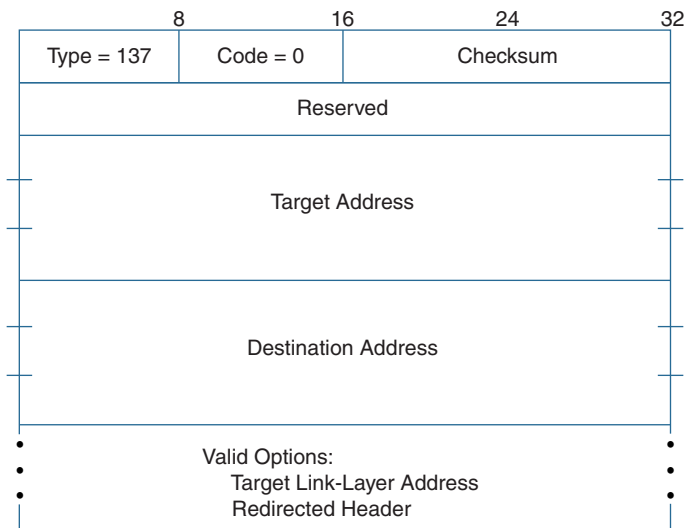 8 16 24 32
Type = 137 Code = 0 Checksum
Reserved
Target Address
Destination Address
Valid Options:
Target Link-Layer Address
Redirected Header